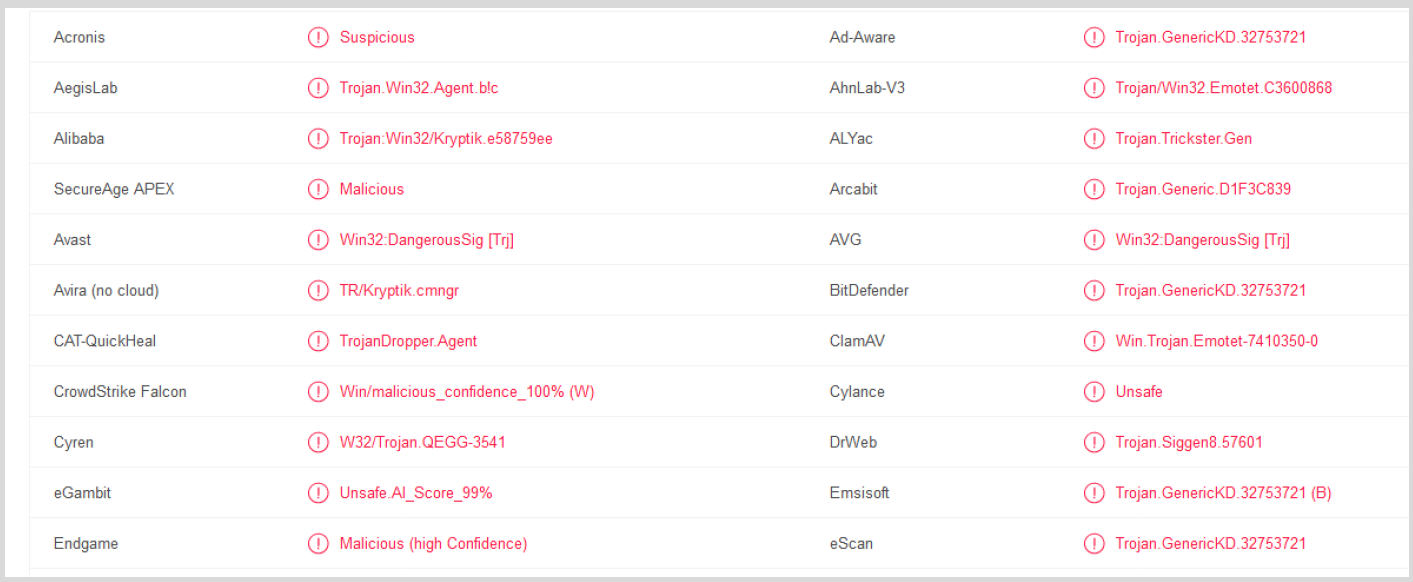 Acronis Suspicious Ad-Aware Trojan.GenericKD.32753721
AegisLab Trojan.Win32.Agent.b!c AhnLab-V3 Trojan/Win32.Emotet.C3600868
Alibaba Trojan:Win32/Kryptik.e58759ee ALYac Trojan.Trickster.Gen
SecureAge APEX Malicious Arcabit Trojan.Generic.D1F3C839
Avast Win32:DangerousSig [Trj] AVG Win32:DangerousSig [Trj]
Avira (no cloud) TR/Kryptik.cmngr BitDefender Trojan.GenericKD.32753721
CAT-QuickHeal TrojanDropper.Agent ClamAV Win.Trojan.Emotet-7410350-0
CrowdStrike Falcon Win/malicious_confidence_100% (W) Cylance Unsafe
Cyren W32/Trojan.QEGG-3541 DrWeb Trojan.Siggen8.57601
eGambit Unsafe.AI_Score_99% Emsisoft Trojan.GenericKD.32753721 (B)
Endgame Malicious (high Confidence) eScan Trojan.GenericKD.32753721